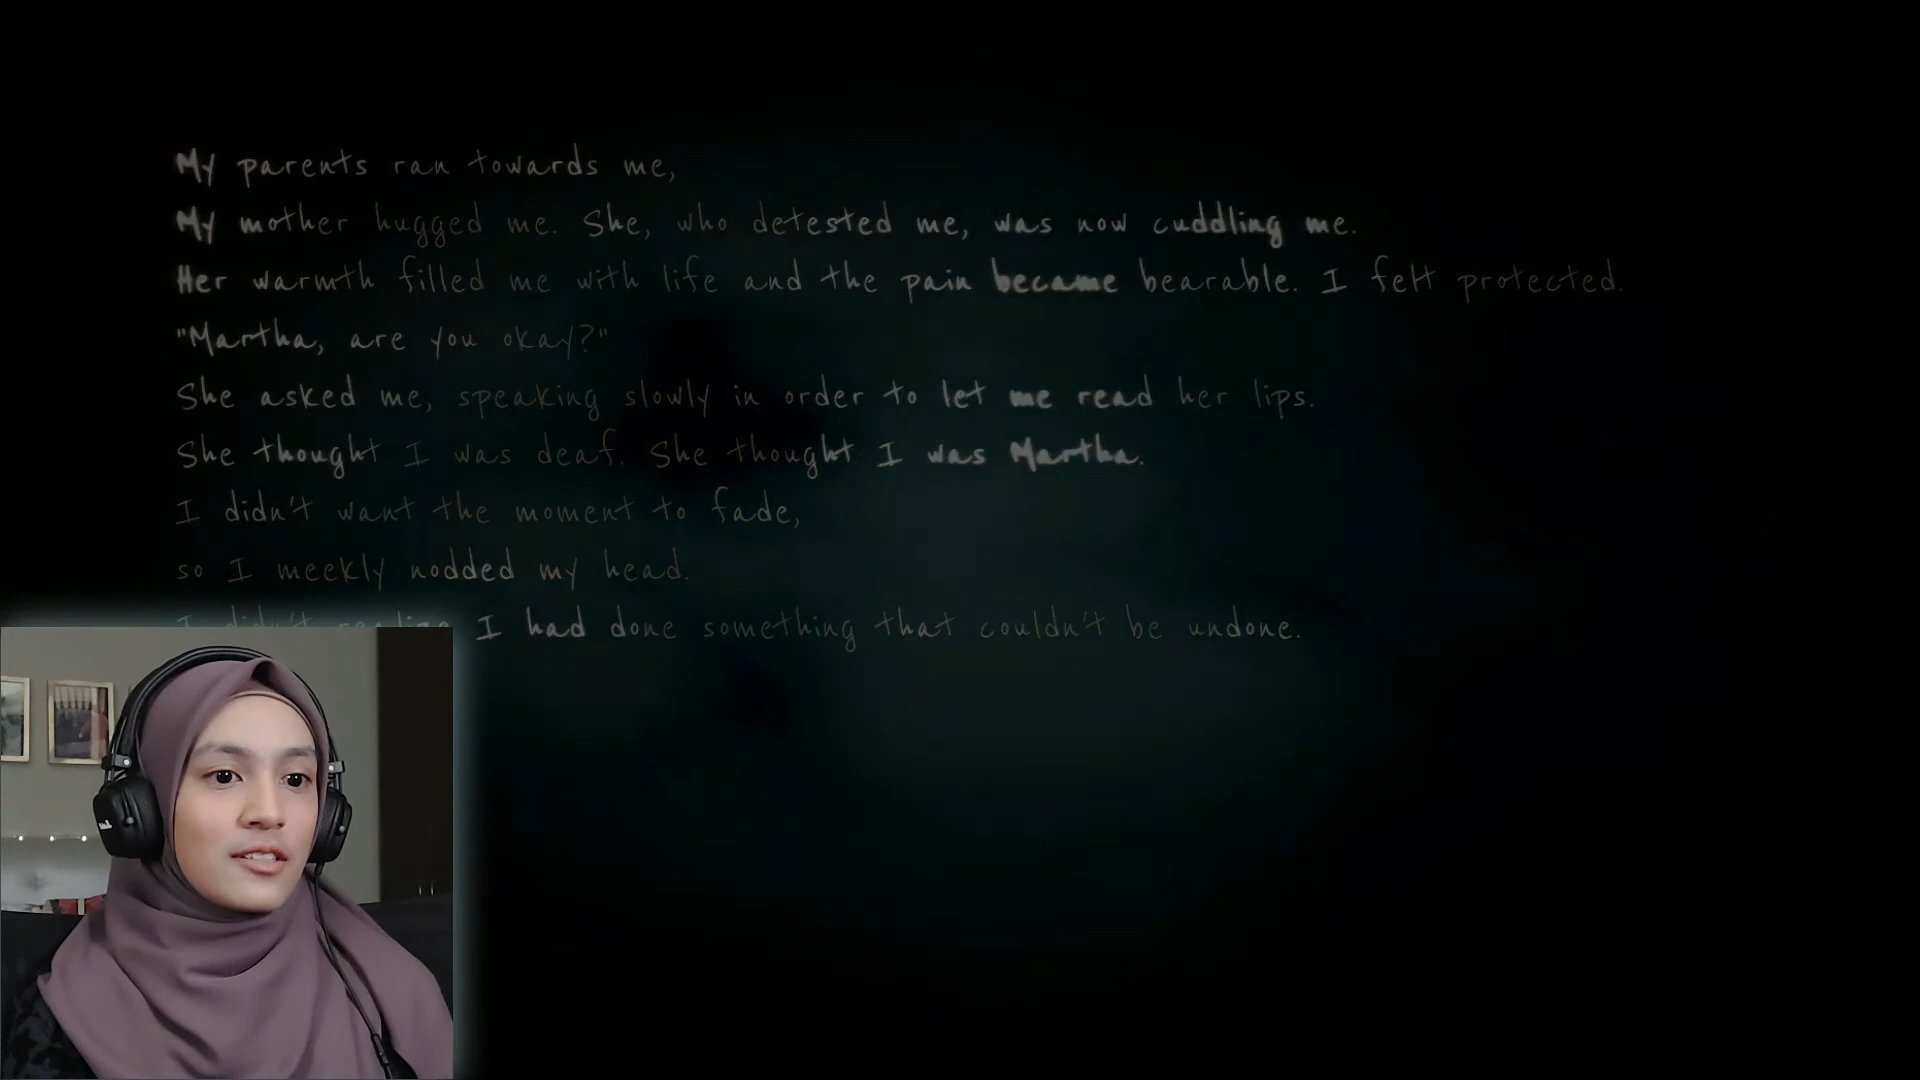 My parents ran towards me,
My mother hugged me. She, who detested me, was now cuddling me.
Her warmth filled me with life and the pain became bearable. I felt protected.
"Martha, are you okay?"
She asked me, speaking slowly in order to let me read her lips.
She thought I was deaf. She thought I was Martha.
I didn't want the moment to fade,
so I meekly nodded my head.
I didn't realize I had done something that couldn't be undone.